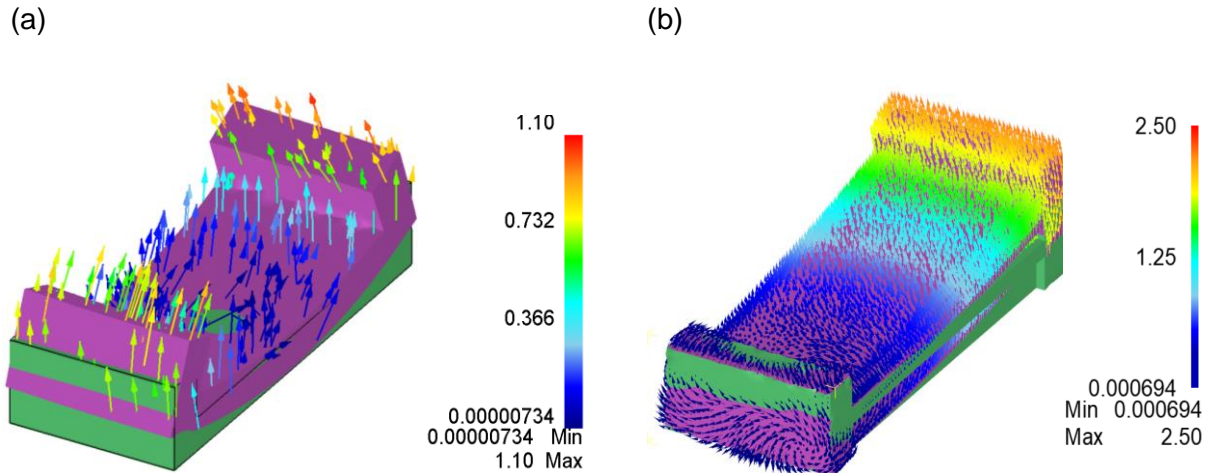 (a)
(b)
1.10
0.732
0.366
0.00000734
0.00000734 Min
1.10 Max
2.50
1.25
0.000694
Min 0.000694
Max 2.50